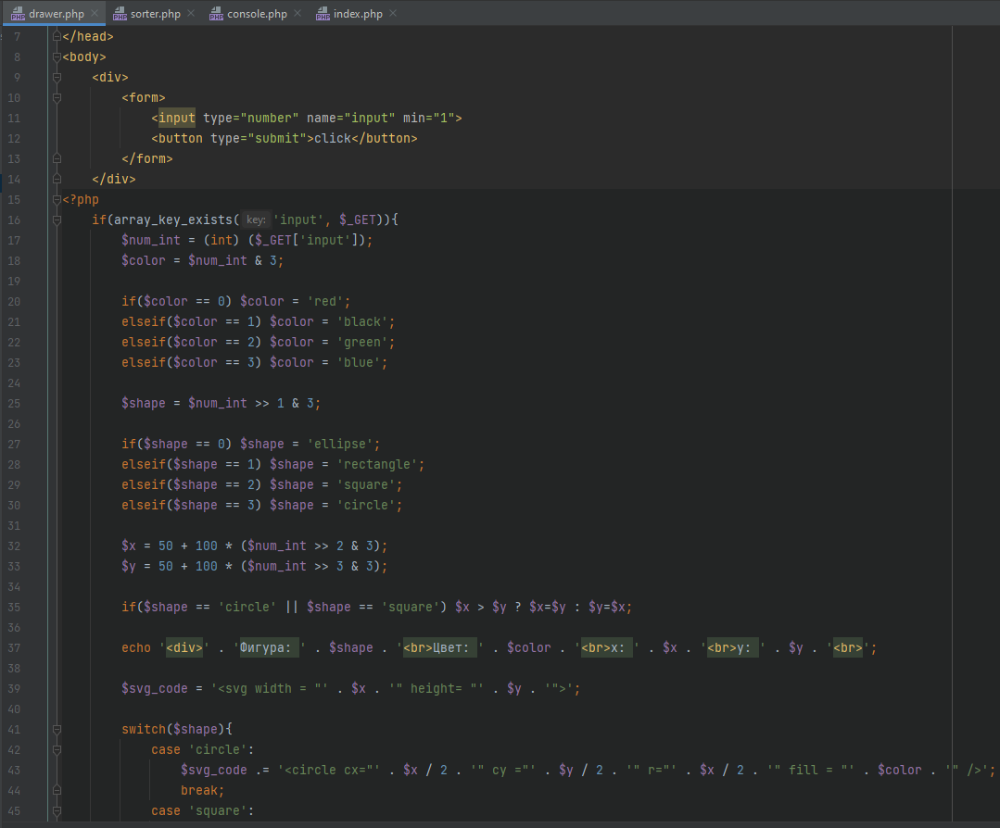 drawer.php sorter.php console.php index.php
7 </head>
8 <body>
9 <div>
10 <form>
11 <input type="number" name="input" min="1">
12 <button type="submit">click</button>
13 </form>
14 </div>
15 <?php
16 if(array_key_exists( key: 'input', $_GET)){
17 $num_int = (int) ($_GET['input']);
18 $color = $num_int & 3;
19
20 if($color == 0) $color = 'red';
21 elseif($color == 1) $color = 'black';
22 elseif($color == 2) $color = 'green';
23 elseif($color == 3) $color = 'blue';
24
25 $shape = $num_int >> 1 & 3;
26
27 if($shape == 0) $shape = 'ellipse';
28 elseif($shape == 1) $shape = 'rectangle';
29 elseif($shape == 2) $shape = 'square';
30 elseif($shape == 3) $shape = 'circle';
31
32 $x = 50 + 100 * ($num_int >> 2 & 3);
33 $y = 50 + 100 * ($num_int >> 3 & 3);
34
35 if($shape == 'circle' || $shape == 'square') $x > $y ? $x=$y : $y=$x;
36
37 echo '<div>' . 'Фигура: ' . $shape . '<br>Цвет: ' . $color . '<br>x: ' . $x . '<br>y: ' . $y . '<br>';
38
39 $svg_code = '<svg width = "' . $x . '" height= "' . $y . '">';
40
41 switch($shape){
42 case 'circle':
43 $svg_code .= '<circle cx="' . $x / 2 . '" cy ="' . $y / 2 . '" r="' . $x / 2 . '" fill = "' . $color . '" />';
44 break;
45 case 'square':